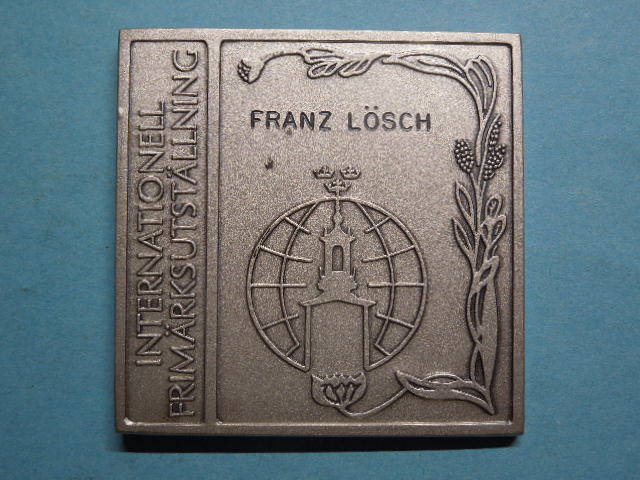 INTERNATIONELL
FRIMÄRKSUTSTÄLLNING
FRANZ LÖSCH